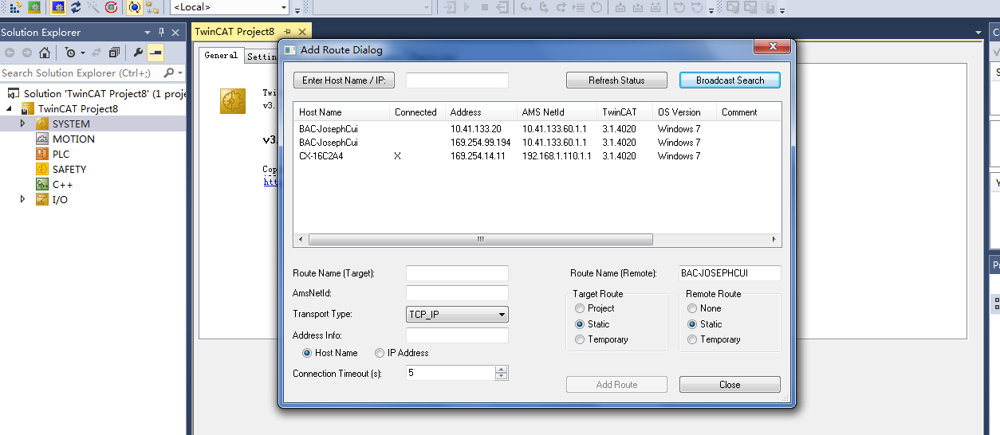 <Local>
Solution Explorer
Search Solution Explorer (Ctrl+;)
Solution 'TwinCAT Project8' (1 proje
TwinCAT Project8
SYSTEM
MOTION
PLC
SAFETY
C++
I/O
TwinCAT Project8
General
Settin
Twi
v3.
v3.
Cop
htt
Add Route Dialog
Enter Host Name / IP:
Refresh Status
Broadcast Search
Host Name Connected Address AMS NetId TwinCAT OS Version Comment
BAC-JosephCui 10.41.133.20 10.41.133.60.1.1 3.1.4020 Windows 7
BAC-JosephCui 169.254.99.194 10.41.133.60.1.1 3.1.4020 Windows 7
CX-16C2A4 X 169.254.14.11 192.168.1.110.1.1 3.1.4020 Windows 7
Route Name (Target):
AmsNetId:
Transport Type: TCP_IP
Address Info:
Host Name IP Address
Connection Timeout (s): 5
Route Name (Remote): BAC-JOSEPHCUI
Target Route
Project
Static
Temporary
Remote Route
None
Static
Temporary
Add Route
Close
C
S
Y
Pr